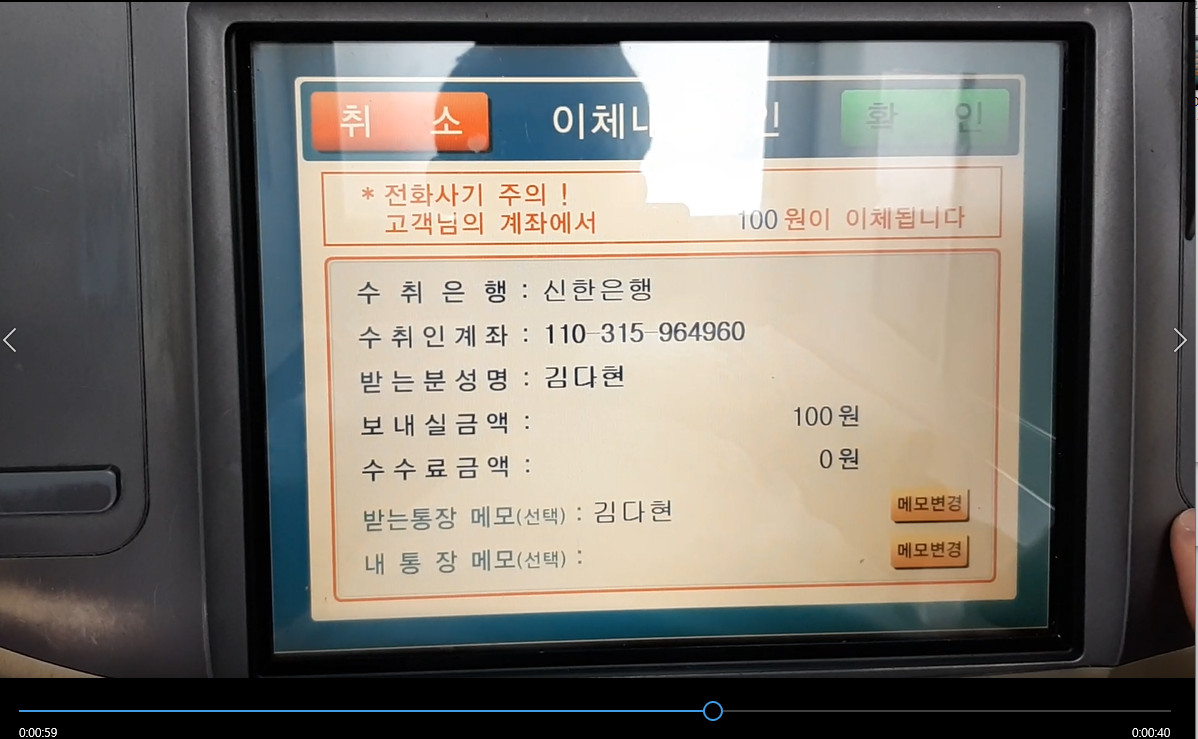 취 소
이체 인
확 인
* 전화사기 주의 !
고객님의 계좌에서 100 원이 이체됩니다
수 취 은 행 : 신한은행
수취인계좌 : 110-315-964960
받는분성명 : 김다현
보내실금액 : 100 원
수수료금액 : 0 원
받는통장 메모(선택) : 김다현
메모변경
내 통 장 메모(선택) :
메모변경
0:00:59
0:00:40